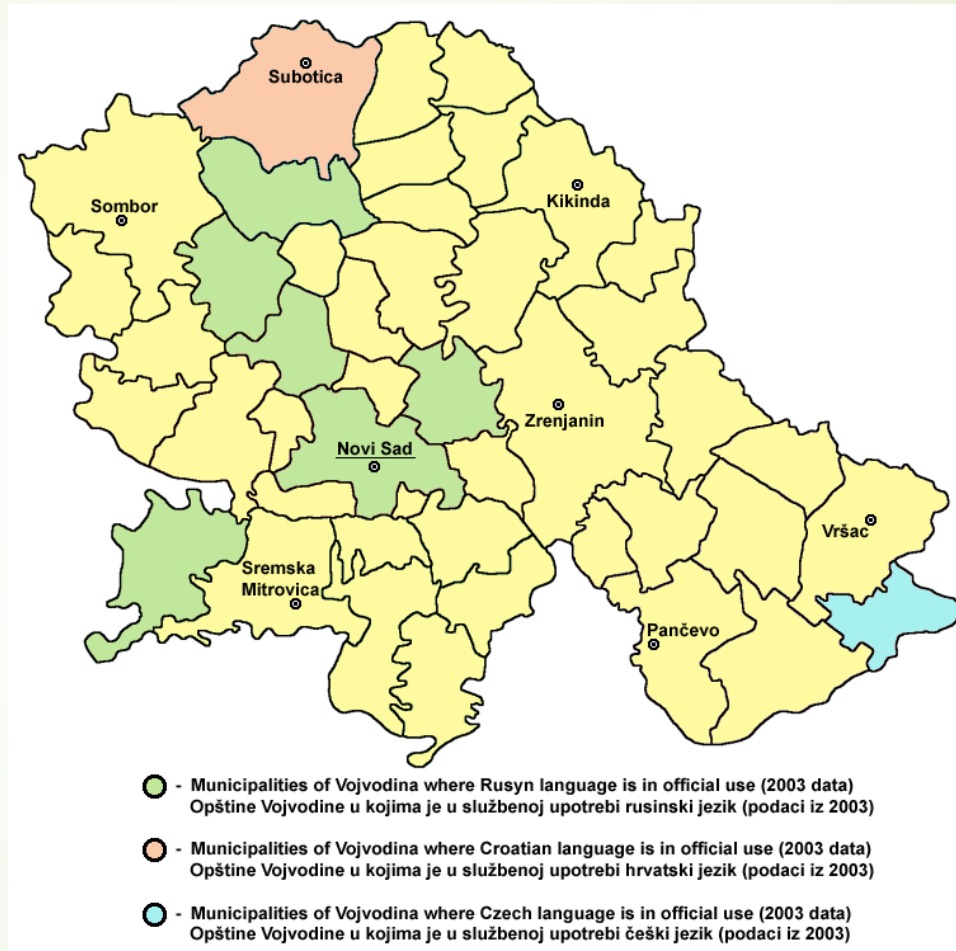 Subotica
Kikinda
Sombor
Zrenjanin
Novi Sad
Vršac
Sremska
Mitrovica
Pančevo
- Municipalities of Vojvodina where Rusyn language is in official use (2003 data)
Opštine Vojvodine u kojima je u službenoj upotrebi rusinski jezik (podaci iz 2003)
- Municipalities of Vojvodina where Croatian language is in official use (2003 data)
Opštine Vojvodine u kojima je u službenoj upotrebi hrvatski jezik (podaci iz 2003)
- Municipalities of Vojvodina where Czech language is in official use (2003 data)
Opštine Vojvodine u kojima je u službenoj upotrebi češki jezik (podaci iz 2003)